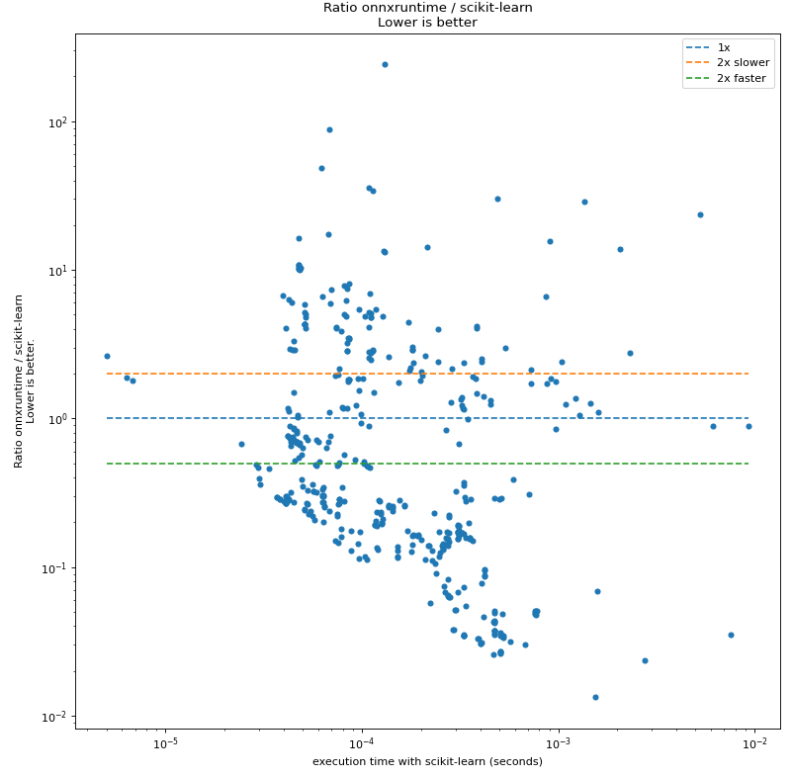 Ratio onnxruntime / scikit-learn
Lower is better
1x
2x slower
2x faster
Ratio onnxruntime / scikit-learn
Lower is better.
10²
10¹
10⁰
10⁻¹
10⁻²
10⁻⁵
10⁻⁴
10⁻³
10⁻²
execution time with scikit-learn (seconds)